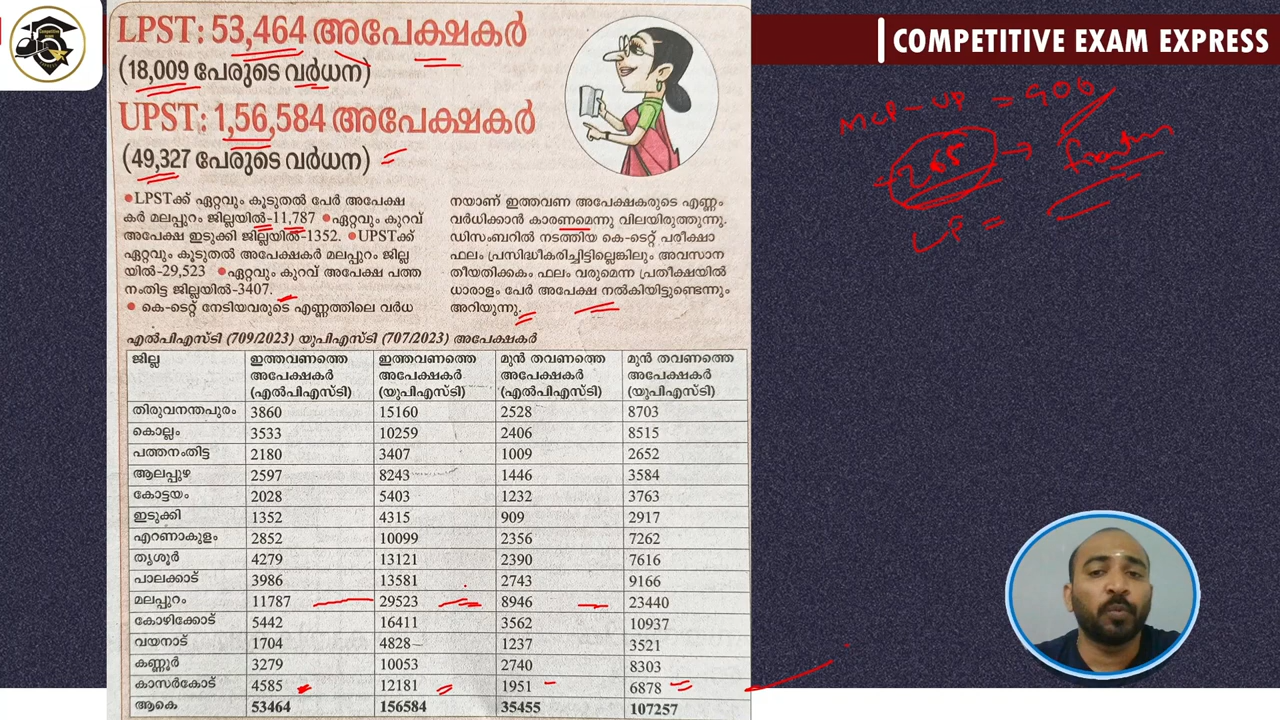 COMPETITIVE EXAM EXPRESS
LPST: 53,464 അപേക്ഷകർ
(18,009 പേരുടെ വർധന)
UPST: 1,56,584 അപേക്ഷകർ
(49,327 പേരുടെ വർധന)
MLP-UP = 906
= 265 →
LP =
•LPSTക്ക് ഏറ്റവും കൂടുതൽ പേർ അപേക്ഷ
കർ മലപ്പുറം ജില്ലയിൽ-11,787 •ഏറ്റവും കുറവ്
അപേക്ഷ ഇടുക്കി ജില്ലയിൽ-1352. •UPSTക്ക്
ഏറ്റവും കൂടുതൽ അപേക്ഷകർ മലപ്പുറം ജില്ല
യിൽ-29,523 •ഏറ്റവും കുറവ് അപേക്ഷ പത്ത
നംതിട്ട ജില്ലയിൽ-3407.
• കെ-ടെറ്റ് നേടിയവരുടെ എണ്ണത്തിലെ വർധ
നയാണ് ഇത്തവണ അപേക്ഷകരുടെ എണ്ണം
വർധിക്കാൻ കാരണമെന്നു വിലയിരുത്തുന്നു.
ഡിസംബറിൽ നടത്തിയ കെ-ടെറ്റ് പരീക്ഷാ
ഫലം പ്രസിദ്ധീകരിച്ചിട്ടില്ലെങ്കിലും അവസാന
തീയതിക്കകം ഫലം വരുമെന്ന പ്രതീക്ഷയിൽ
ധാരാളം പേർ അപേക്ഷ നൽകിയിട്ടുണ്ടെന്നും
അറിയുന്നു.
എൽപിഎസ്ടി (709/2023) യുപിഎസ്ടി (707/2023) അപേക്ഷകർ
ജില്ല ഇത്തവണത്തെ അപേക്ഷകർ (എൽപിഎസ്ടി) ഇത്തവണത്തെ അപേക്ഷകർ (യുപിഎസ്ടി) മുൻ തവണത്തെ അപേക്ഷകർ (എൽപിഎസ്ടി) മുൻ തവണത്തെ അപേക്ഷകർ (യുപിഎസ്ടി)
തിരുവനന്തപുരം 3860 15160 2528 8703
കൊല്ലം 3533 10259 2406 8515
പത്തനംതിട്ട 2180 3407 1009 2652
ആലപ്പുഴ 2597 8243 1446 3584
കോട്ടയം 2028 5403 1232 3763
ഇടുക്കി 1352 4315 909 2917
എറണാകുളം 2852 10099 2356 7262
തൃശൂർ 4279 13121 2390 7616
പാലക്കാട് 3986 13581 2743 9166
മലപ്പുറം 11787 29523 8946 23440
കോഴിക്കോട് 5442 16411 3562 10937
വയനാട് 1704 4828 1237 3521
കണ്ണൂർ 3279 10053 2740 8303
കാസർകോട് 4585 12181 1951 6878
ആകെ 53464 156584 35455 107257